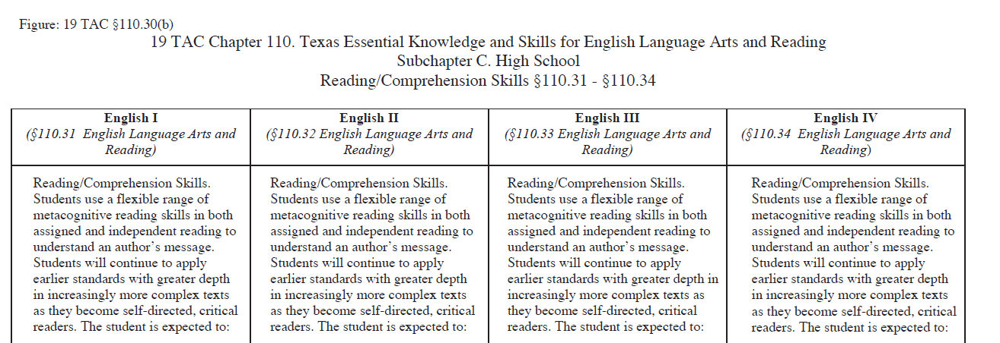 Figure: 19 TAC §110.30(b)
19 TAC Chapter 110. Texas Essential Knowledge and Skills for English Language Arts and Reading
Subchapter C. High School
Reading/Comprehension Skills §110.31 - §110.34
English I
(§110.31 English Language Arts and
Reading)
English II
(§110.32 English Language Arts and
Reading)
English III
(§110.33 English Language Arts and
Reading)
English IV
(§110.34 English Language Arts and
Reading)
Reading/Comprehension Skills.
Students use a flexible range of
metacognitive reading skills in both
assigned and independent reading to
understand an author’s message.
Students will continue to apply
earlier standards with greater depth
in increasingly more complex texts
as they become self-directed, critical
readers. The student is expected to:
Reading/Comprehension Skills.
Students use a flexible range of
metacognitive reading skills in both
assigned and independent reading to
understand an author’s message.
Students will continue to apply
earlier standards with greater depth
in increasingly more complex texts
as they become self-directed, critical
readers. The student is expected to:
Reading/Comprehension Skills.
Students use a flexible range of
metacognitive reading skills in both
assigned and independent reading to
understand an author’s message.
Students will continue to apply
earlier standards with greater depth in
increasingly more complex texts as
they become self-directed, critical
readers. The student is expected to:
Reading/Comprehension Skills.
Students use a flexible range of
metacognitive reading skills in both
assigned and independent reading to
understand an author’s message.
Students will continue to apply
earlier standards with greater depth
in increasingly more complex texts
as they become self-directed, critical
readers. The student is expected to: